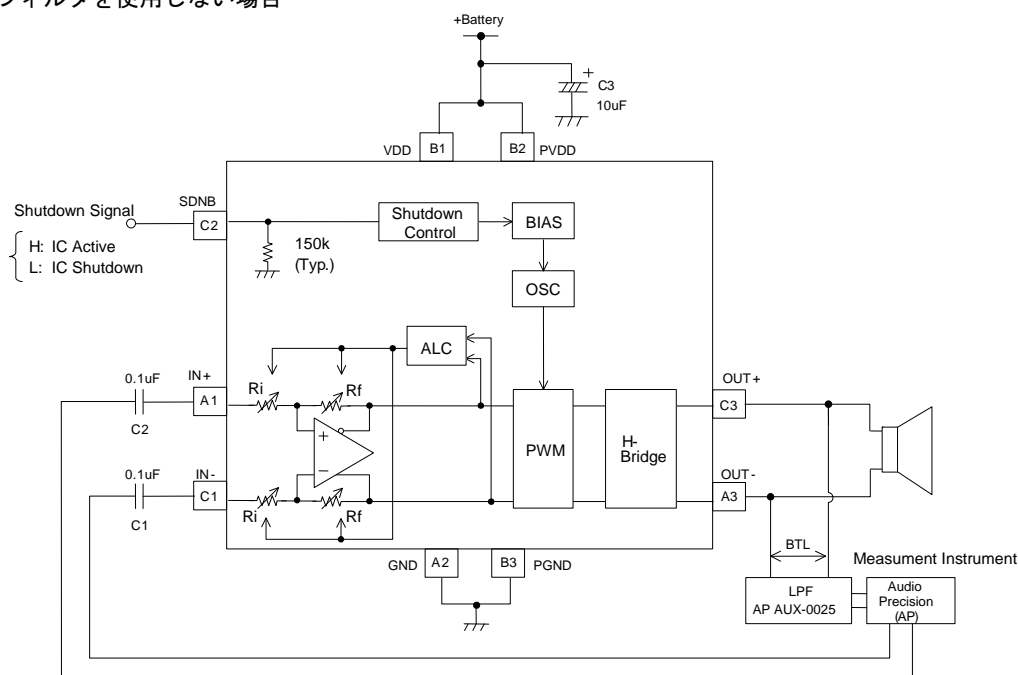 フィルタを使用しない場合
+Battery
+
C3
10uF
VDD
B1
B2
PVDD
Shutdown Signal
SDNB
C2
H: IC Active
L: IC Shutdown
150k
(Typ.)
Shutdown
Control
BIAS
OSC
ALC
0.1uF
IN+
A1
C2
Ri
Rf
+
−
PWM
H-
Bridge
OUT+
C3
0.1uF
IN-
C1
C1
Ri
Rf
OUT-
A3
GND
A2
B3
PGND
BTL
Measument Instrument
LPF
AP AUX-0025
Audio
Precision
(AP)